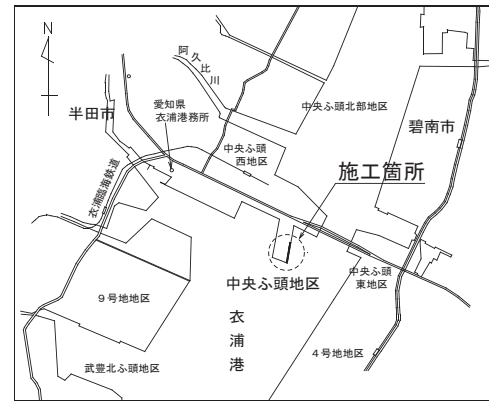 N
阿久比川
愛知県
衣浦港務所
半田市
中央ふ頭北部地区
碧南市
中央ふ頭
西地区
施工箇所
衣浦臨海鉄道
中央ふ頭地区
中央ふ頭
東地区
9号地地区
衣浦港
4号地地区
武豊北ふ頭地区